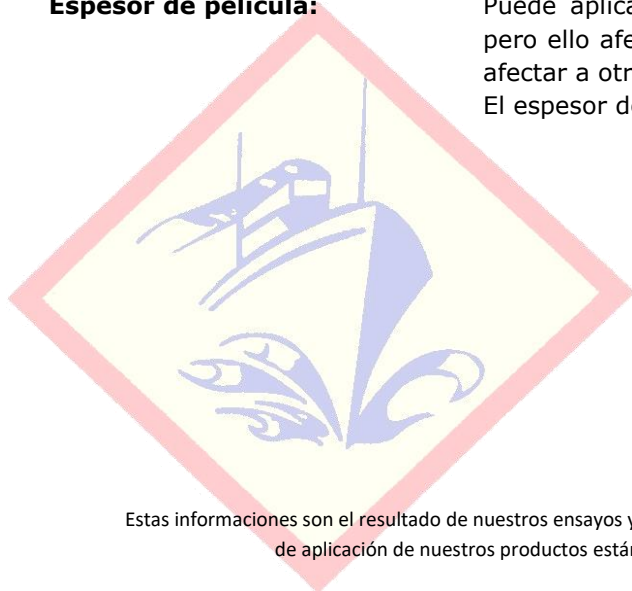 Espesor de película:
Puede aplica
pero ello afe
afectar a otr
El espesor d
Estas informaciones son el resultado de nuestros ensayos y
de aplicación de nuestros productos están